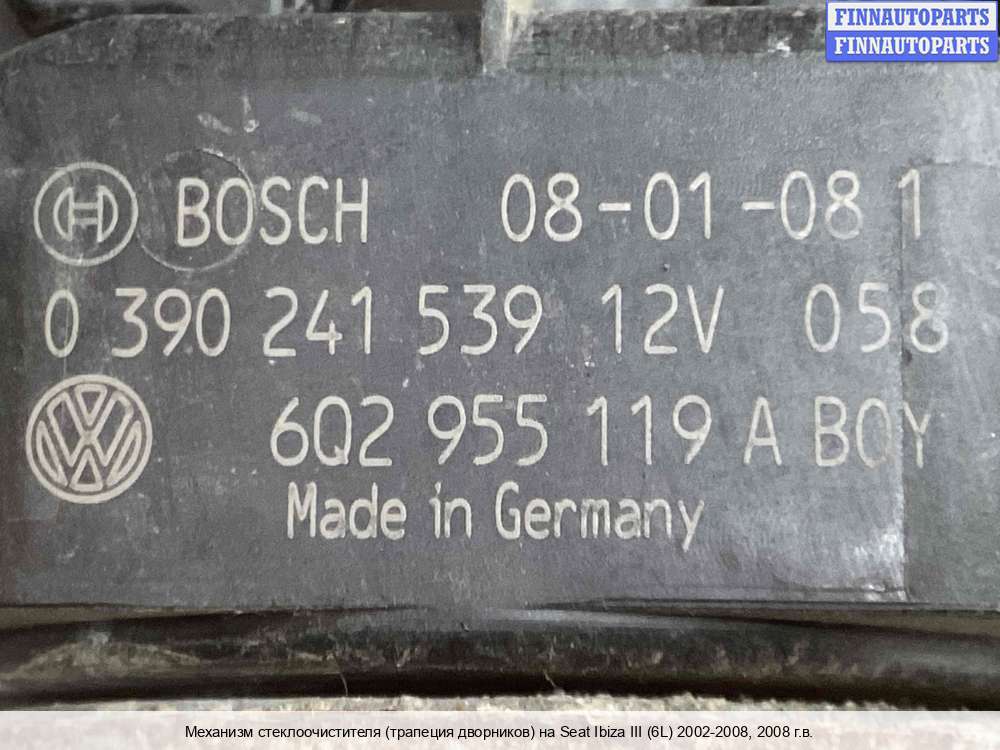 FINNAUTOPARTS
FINNAUTOPARTS
BOSCH 08-01-08 1
0 390 241 539 12V 058
6Q2 955 119 A BOY
Made in Germany
Механизм стеклоочистителя (трапеция дворников) на Seat Ibiza III (6L) 2002-2008, 2008 г.в.